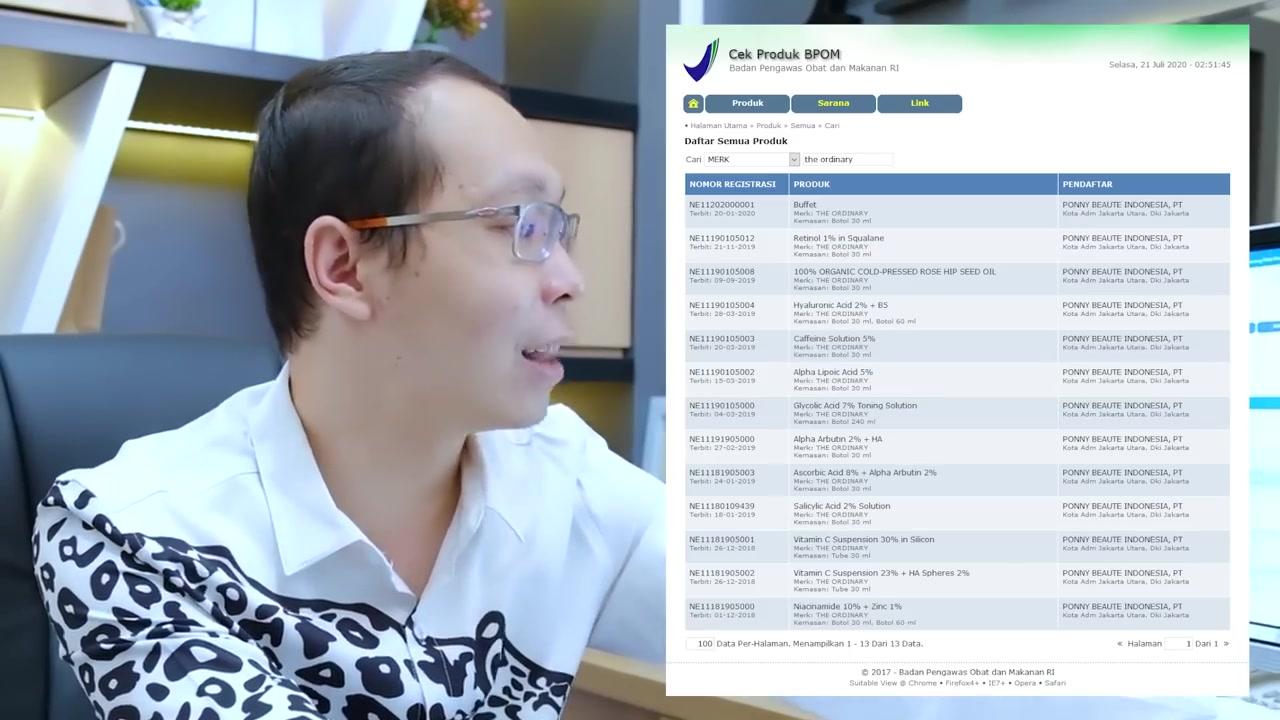 Cek Produk BPOM
Badan Pengawas Obat dan Makanan RI
Selasa, 21 Juli 2020 - 02:51:45
Produk
Sarana
Link
• Halaman Utama » Produk » Semua » Cari
Daftar Semua Produk
Cari MERK the ordinary
NOMOR REGISTRASI PRODUK PENDAFTAR
NE11202000001 Buffet PONNY BEAUTE INDONESIA, PT
Terbit: 20-01-2020 Merk: THE ORDINARY Kota Adm Jakarta Utara, Dki Jakarta
Kemasan: Botol 30 ml
NE11190105012 Retinol 1% in Squalane PONNY BEAUTE INDONESIA, PT
Terbit: 21-11-2019 Merk: THE ORDINARY Kota Adm Jakarta Utara, Dki Jakarta
Kemasan: Botol 30 ml
NE11190105008 100% ORGANIC COLD-PRESSED ROSE HIP SEED OIL PONNY BEAUTE INDONESIA, PT
Terbit: 09-09-2019 Merk: THE ORDINARY Kota Adm Jakarta Utara, Dki Jakarta
Kemasan: Botol 30 ml
NE11190105004 Hyaluronic Acid 2% + B5 PONNY BEAUTE INDONESIA, PT
Terbit: 28-03-2019 Merk: THE ORDINARY Kota Adm Jakarta Utara, Dki Jakarta
Kemasan: Botol 30 ml, Botol 60 ml
NE11190105003 Caffeine Solution 5% PONNY BEAUTE INDONESIA, PT
Terbit: 20-03-2019 Merk: THE ORDINARY Kota Adm Jakarta Utara, Dki Jakarta
Kemasan: Botol 30 ml
NE11190105002 Alpha Lipoic Acid 5% PONNY BEAUTE INDONESIA, PT
Terbit: 15-03-2019 Merk: THE ORDINARY Kota Adm Jakarta Utara, Dki Jakarta
Kemasan: Botol 30 ml
NE11190105000 Glycolic Acid 7% Toning Solution PONNY BEAUTE INDONESIA, PT
Terbit: 04-03-2019 Merk: THE ORDINARY Kota Adm Jakarta Utara, Dki Jakarta
Kemasan: Botol 240 ml
NE11191905000 Alpha Arbutin 2% + HA PONNY BEAUTE INDONESIA, PT
Terbit: 27-02-2019 Merk: THE ORDINARY Kota Adm Jakarta Utara, Dki Jakarta
Kemasan: Botol 30 ml
NE11181905003 Ascorbic Acid 8% + Alpha Arbutin 2% PONNY BEAUTE INDONESIA, PT
Terbit: 24-01-2019 Merk: THE ORDINARY Kota Adm Jakarta Utara, Dki Jakarta
Kemasan: Botol 30 ml
NE11180109439 Salicylic Acid 2% Solution PONNY BEAUTE INDONESIA, PT
Terbit: 18-01-2019 Merk: THE ORDINARY Kota Adm Jakarta Utara, Dki Jakarta
Kemasan: Botol 30 ml
NE11181905001 Vitamin C Suspension 30% in Silicon PONNY BEAUTE INDONESIA, PT
Terbit: 26-12-2018 Merk: THE ORDINARY Kota Adm Jakarta Utara, Dki Jakarta
Kemasan: Tube 30 ml
NE11181905002 Vitamin C Suspension 23% + HA Spheres 2% PONNY BEAUTE INDONESIA, PT
Terbit: 26-12-2018 Merk: THE ORDINARY Kota Adm Jakarta Utara, Dki Jakarta
Kemasan: Tube 30 ml
NE11181905000 Niacinamide 10% + Zinc 1% PONNY BEAUTE INDONESIA, PT
Terbit: 01-12-2018 Merk: THE ORDINARY Kota Adm Jakarta Utara, Dki Jakarta
Kemasan: Botol 30 ml, Botol 60 ml
100 Data Per-Halaman. Menampilkan 1 - 13 Dari 13 Data. « Halaman 1 Dari 1 »
© 2017 - Badan Pengawas Obat dan Makanan RI
Suitable View @ Chrome • Firefox4+ • IE7+ • Opera • Safari